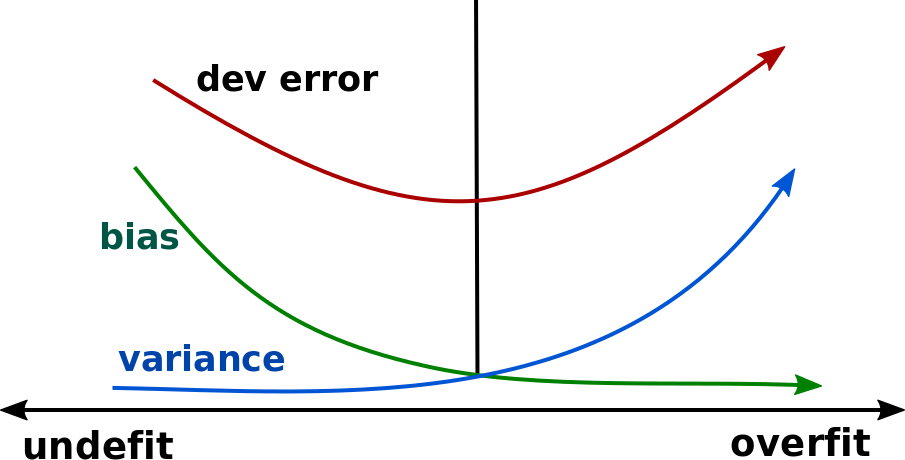 dev error
bias
variance
undefit
overfit